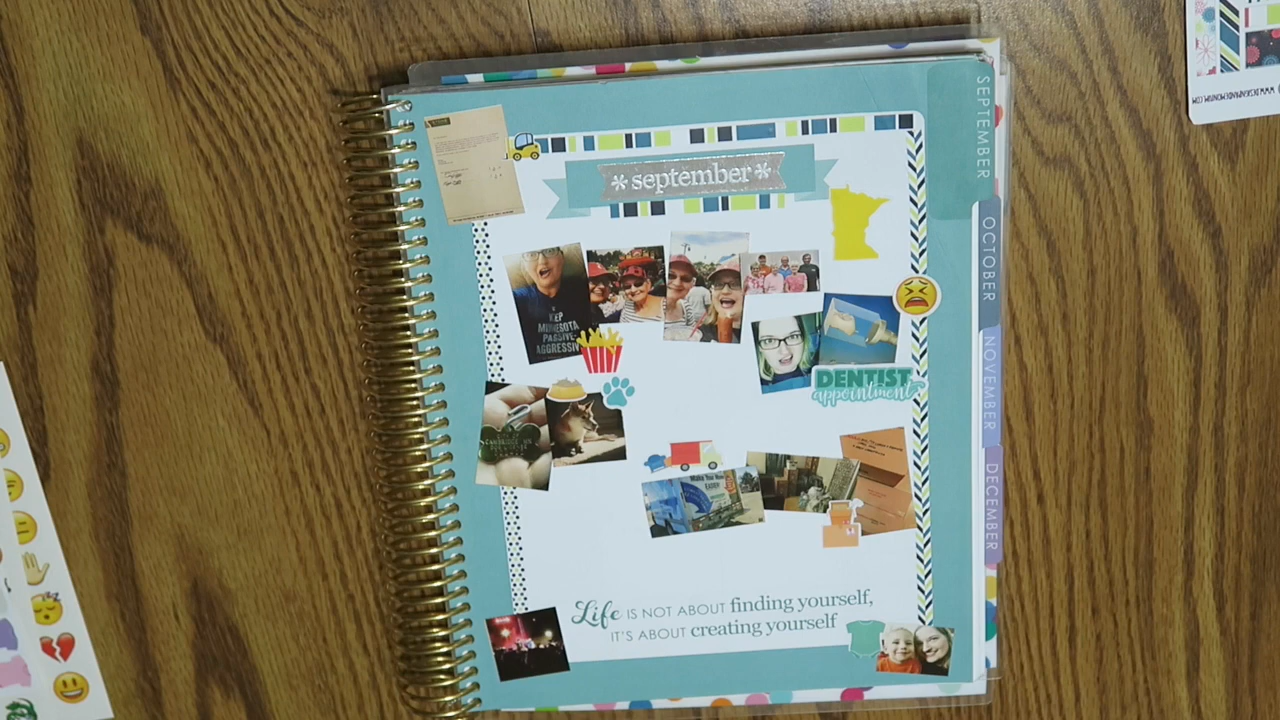 * september *
KEEP
MINNESOTA
PASSIVE-
AGGRESSIVE
DENTIST
appointment
Life IS NOT ABOUT finding yourself,
IT'S ABOUT creating yourself
SEPTEMBER
OCTOBER
NOVEMBER
DECEMBER